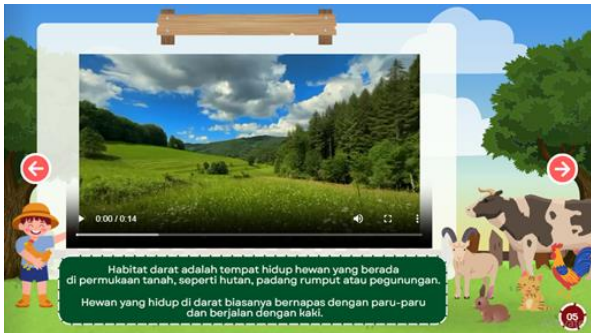 0:00 / 0:14
Habitat darat adalah tempat hidup hewan yang berada
di permukaan tanah, seperti hutan, padang rumput atau pegunungan.
Hewan yang hidup di darat biasanya bernapas dengan paru-paru
dan berjalan dengan kaki.
05